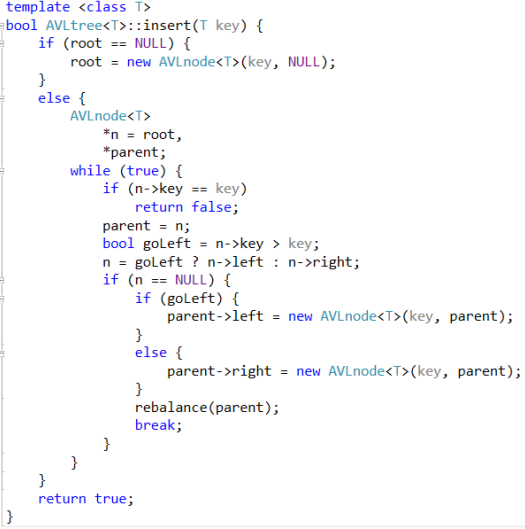 template <class T>
bool AVLtree<T>::insert(T key) {
    if (root == NULL) {
        root = new AVLnode<T>(key, NULL);
    }
    else {
        AVLnode<T>
            *n = root,
            *parent;
        while (true) {
            if (n->key == key)
                return false;
            parent = n;
            bool goLeft = n->key > key;
            n = goLeft ? n->left : n->right;
            if (n == NULL) {
                if (goLeft) {
                    parent->left = new AVLnode<T>(key, parent);
                }
                else {
                    parent->right = new AVLnode<T>(key, parent);
                }
                rebalance(parent);
                break;
            }
        }
    }
    return true;
}